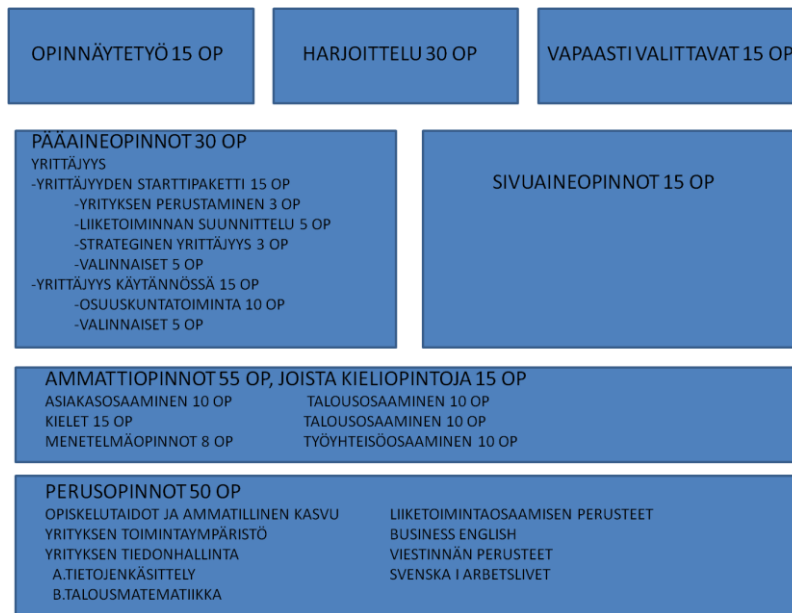 OPINNÄYTETYÖ 15 OP
HARJOITTELU 30 OP
VAPAASTI VALITTAVAT 15 OP
PÄÄAINEOPINNOT 30 OP
YRITTÄJYYS
-YRITTÄJYYDEN STARTTIPAKETTI 15 OP
-YRITYKSEN PERUSTAMINEN 3 OP
-LIIKETOIMINNAN SUUNNITTELU 5 OP
-STRATEGINEN YRITTÄJYYS 3 OP
-VALINNAISET 5 OP
-YRITTÄJYYS KÄYTÄNNÖSSÄ 15 OP
-OSUUSKUNTATOIMINTA 10 OP
-VALINNAISET 5 OP
SIVUAINEOPINNOT 15 OP
AMMATTIOPINNOT 55 OP, JOISTA KIELIOPINTOJA 15 OP
ASIAKASOSAAMINEN 10 OP TALOUSOSAAMINEN 10 OP
KIELET 15 OP TALOUSOSAAMINEN 10 OP
MENETELMÄOPINNOT 8 OP TYÖYHTEISÖOSAAMINEN 10 OP
PERUSOPINNOT 50 OP
OPISKELUTAIDOT JA AMMATILLINEN KASVU LIIKETOIMINTAOSAAMISEN PERUSTEET
YRITYKSEN TOIMINTAYMPÄRISTÖ BUSINESS ENGLISH
YRITYKSEN TIEDONHALLINTA VIESTINNÄN PERUSTEET
A.TIETOJENKÄSITTELY SVENSKA I ARBETSLIVET
B.TALOUSMATEMATIIKKA